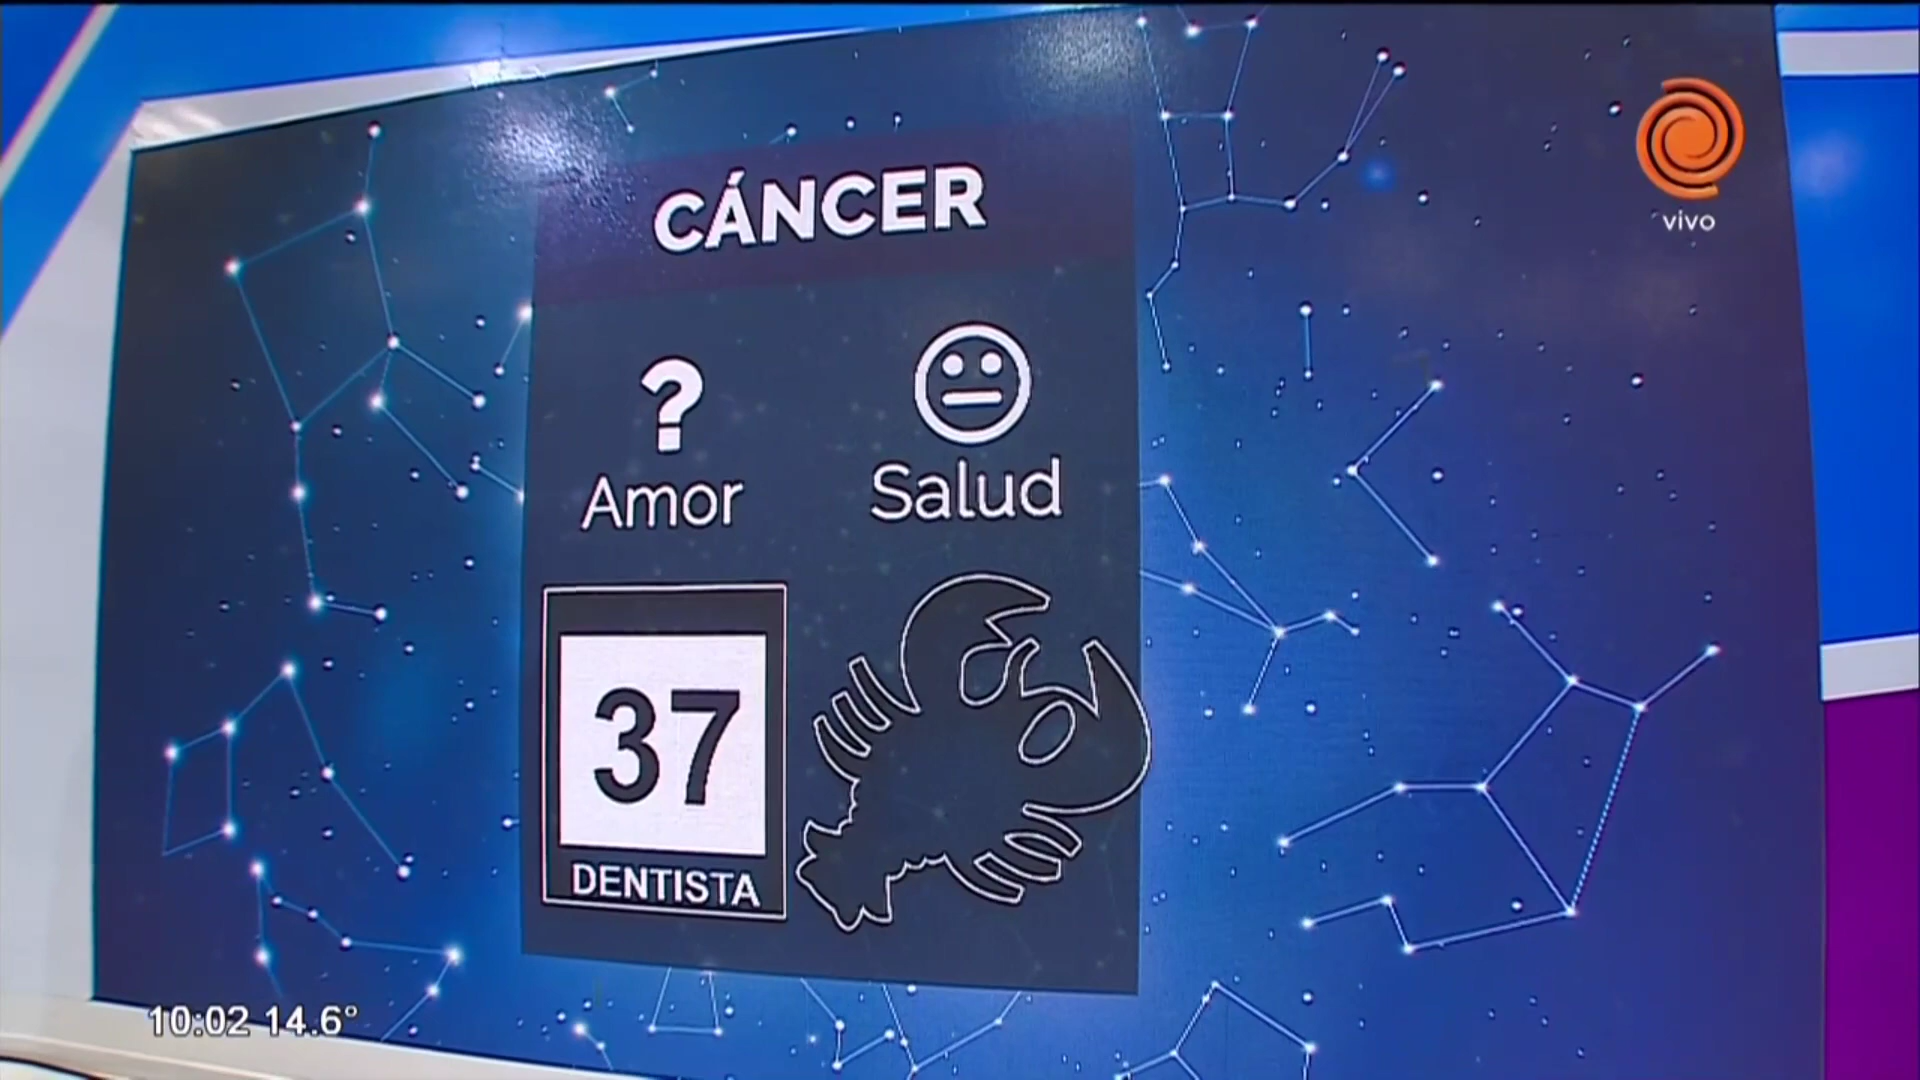 CÁNCER
vivo
?
Amor
Salud
37
DENTISTA
10:02 14.6°